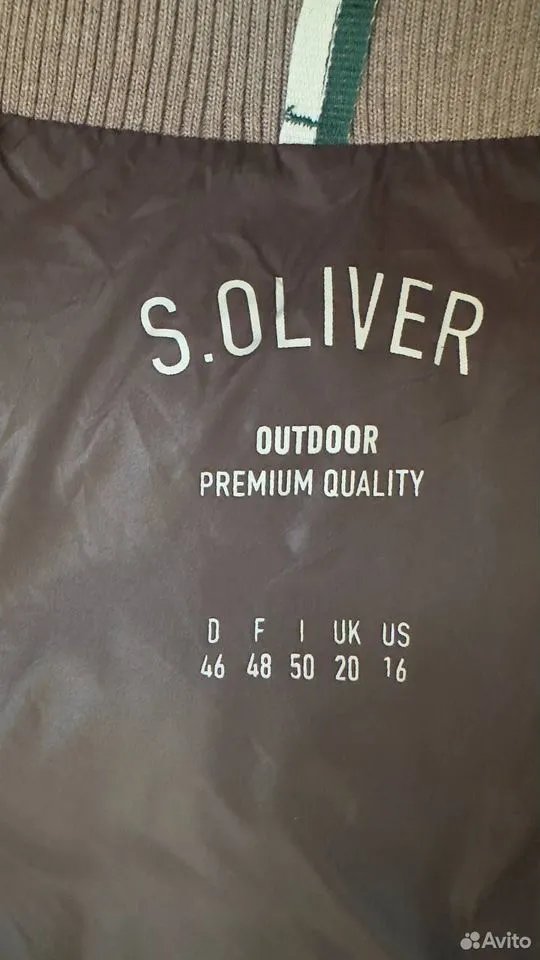 S.OLIVER
OUTDOOR
PREMIUM QUALITY
D F I UK US
46 48 50 20 16
Avito